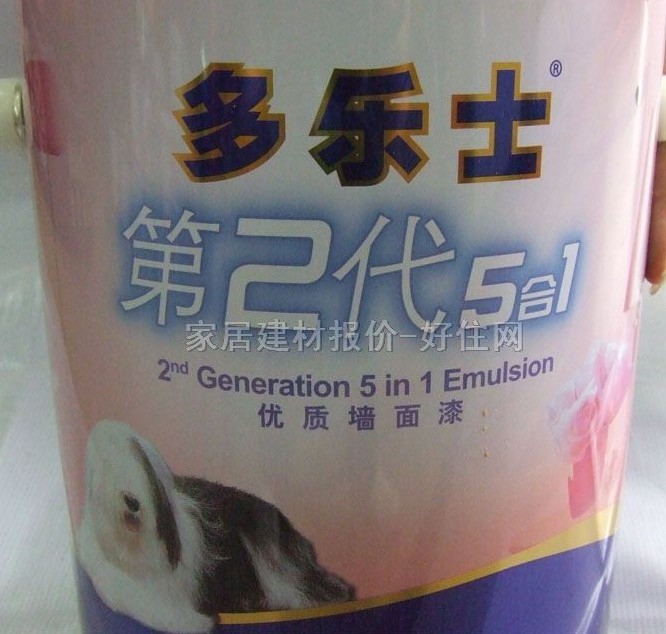 多乐士®
第2代5合1
家居建材报价-好住网
2nd Generation 5 in 1 Emulsion
优质墙面漆